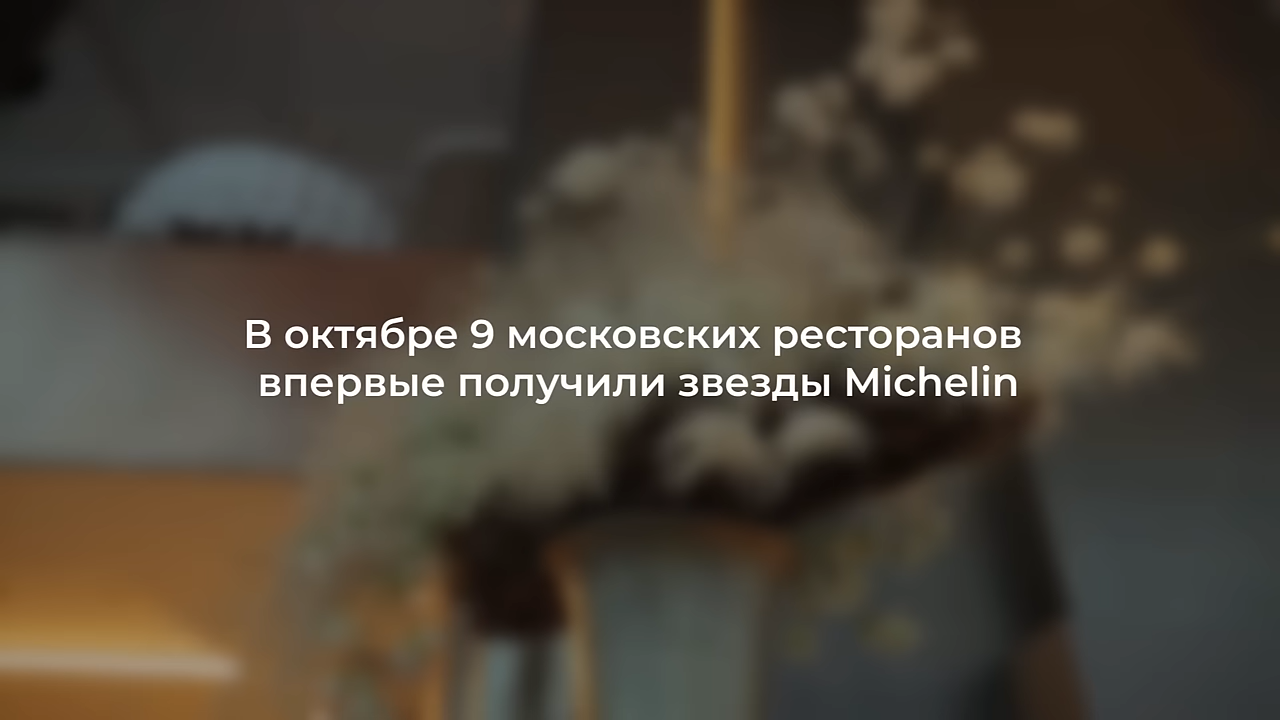 В октябре 9 московских ресторанов
впервые получили звезды Michelin